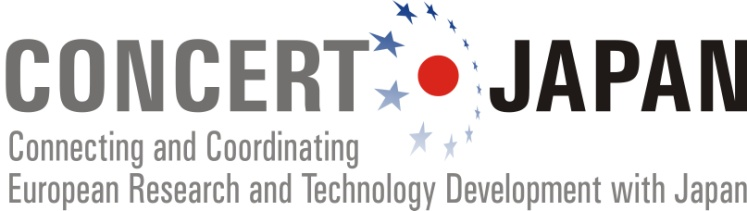 CONCERT JAPAN
Connecting and Coordinating
European Research and Technology Development with Japan